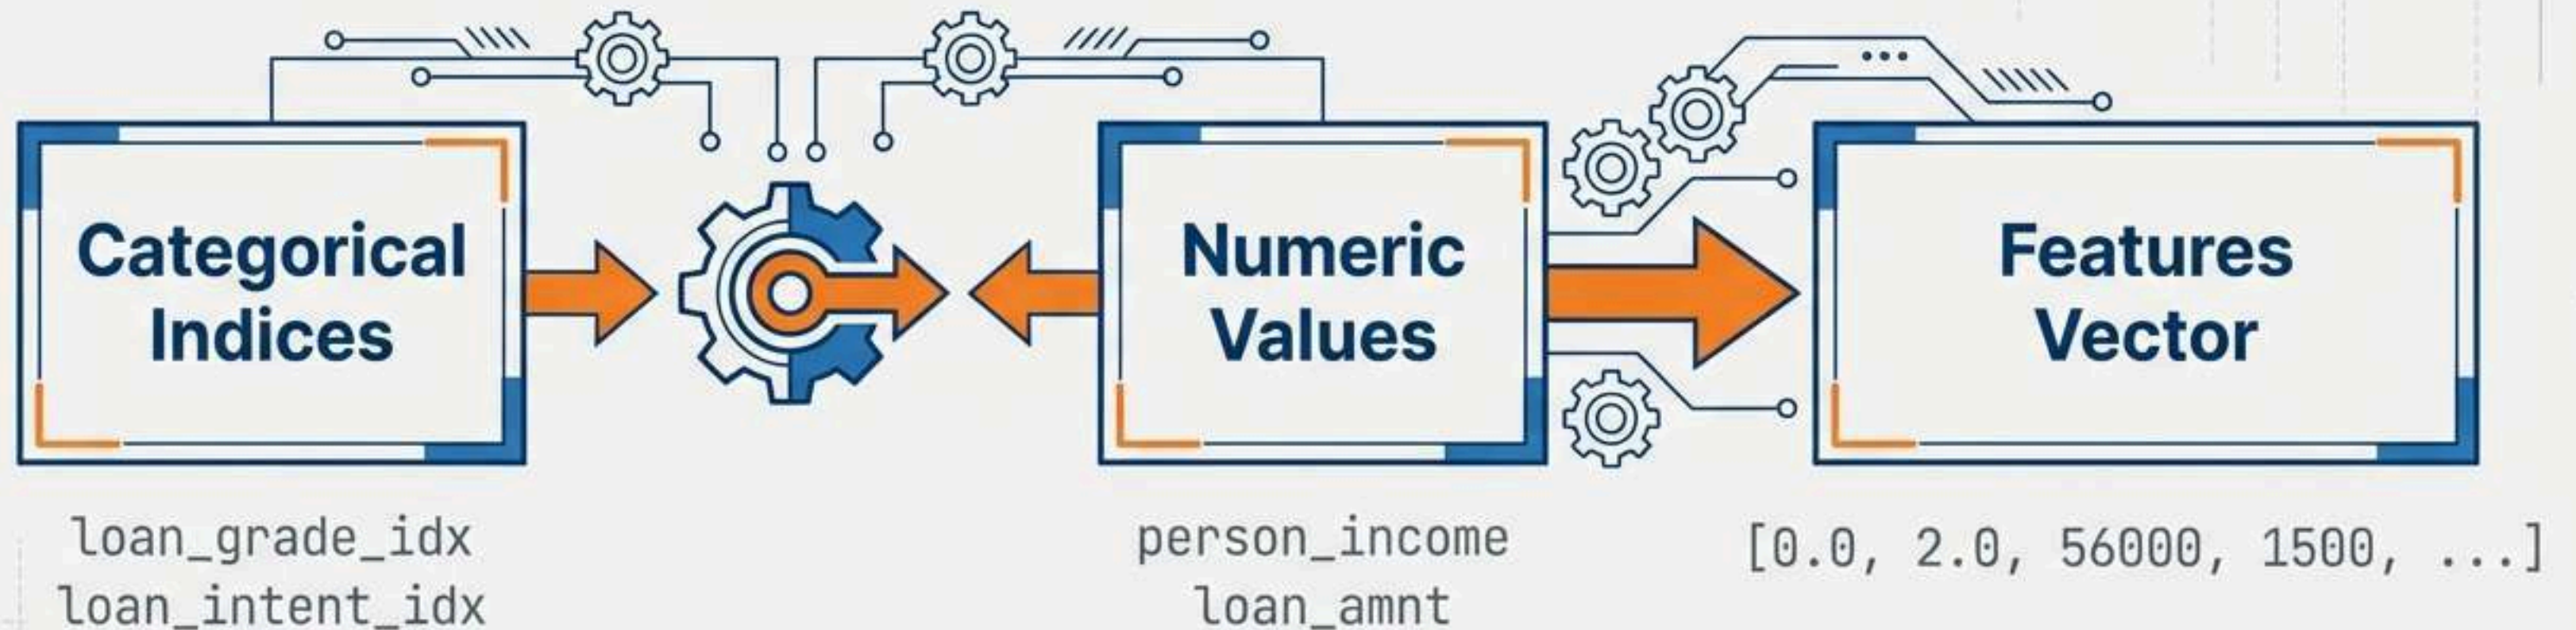 Categorical
Indices
loan_grade_idx
loan_intent_idx
Numeric
Values
person_income
loan_amnt
Features
Vector
[0.0, 2.0, 56000, 1500, ...]